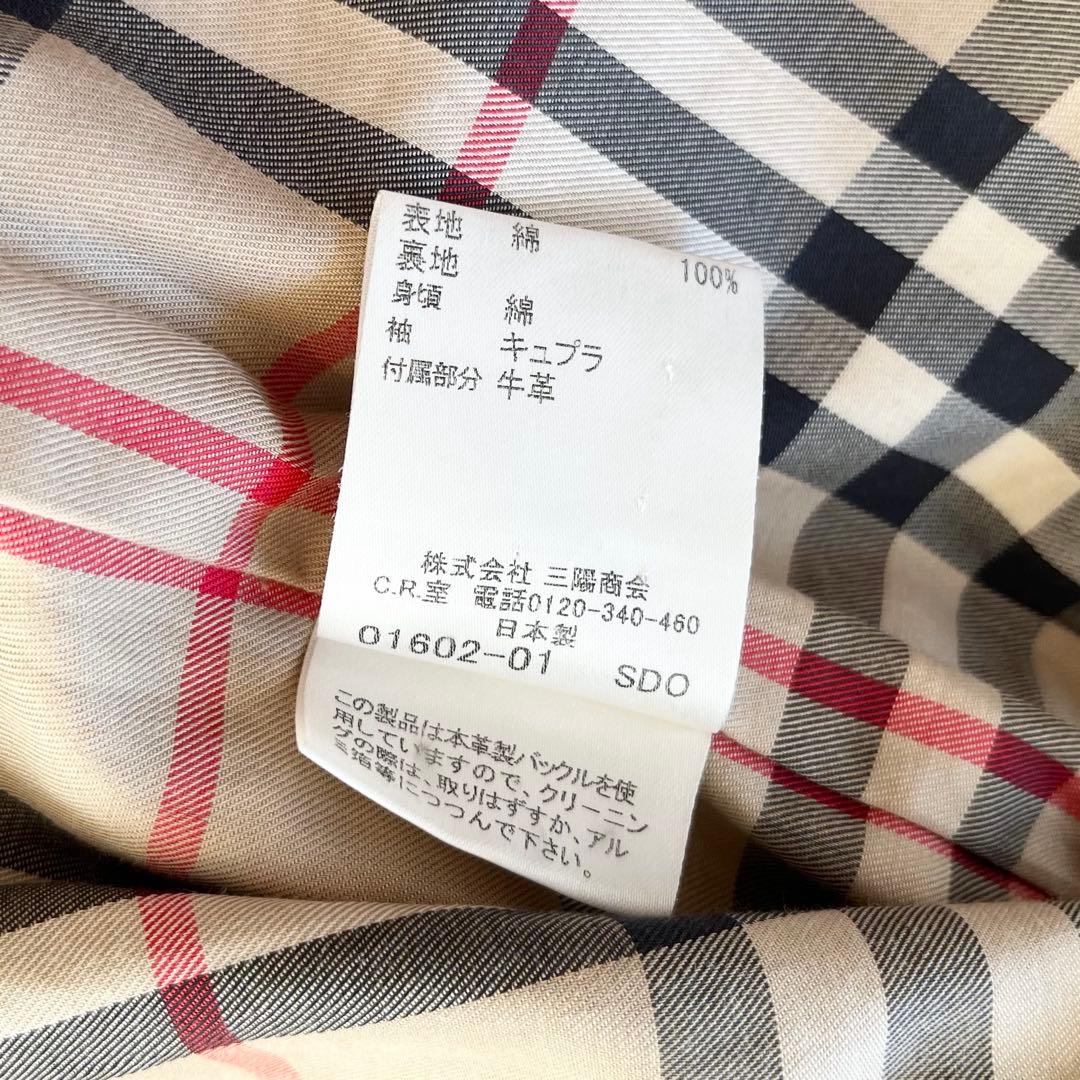 表地 綿 100%
裏地
身頃 綿
袖 キュプラ
付属部分 牛革
株式会社 三陽商会
C.R.室 電話0120-340-460
日本製
01602-01 SDO
この製品は本革製バックルを使
用していますので、クリーニン
グの際は、取りはずすか、アル
ミ箔等につつんで下さい。